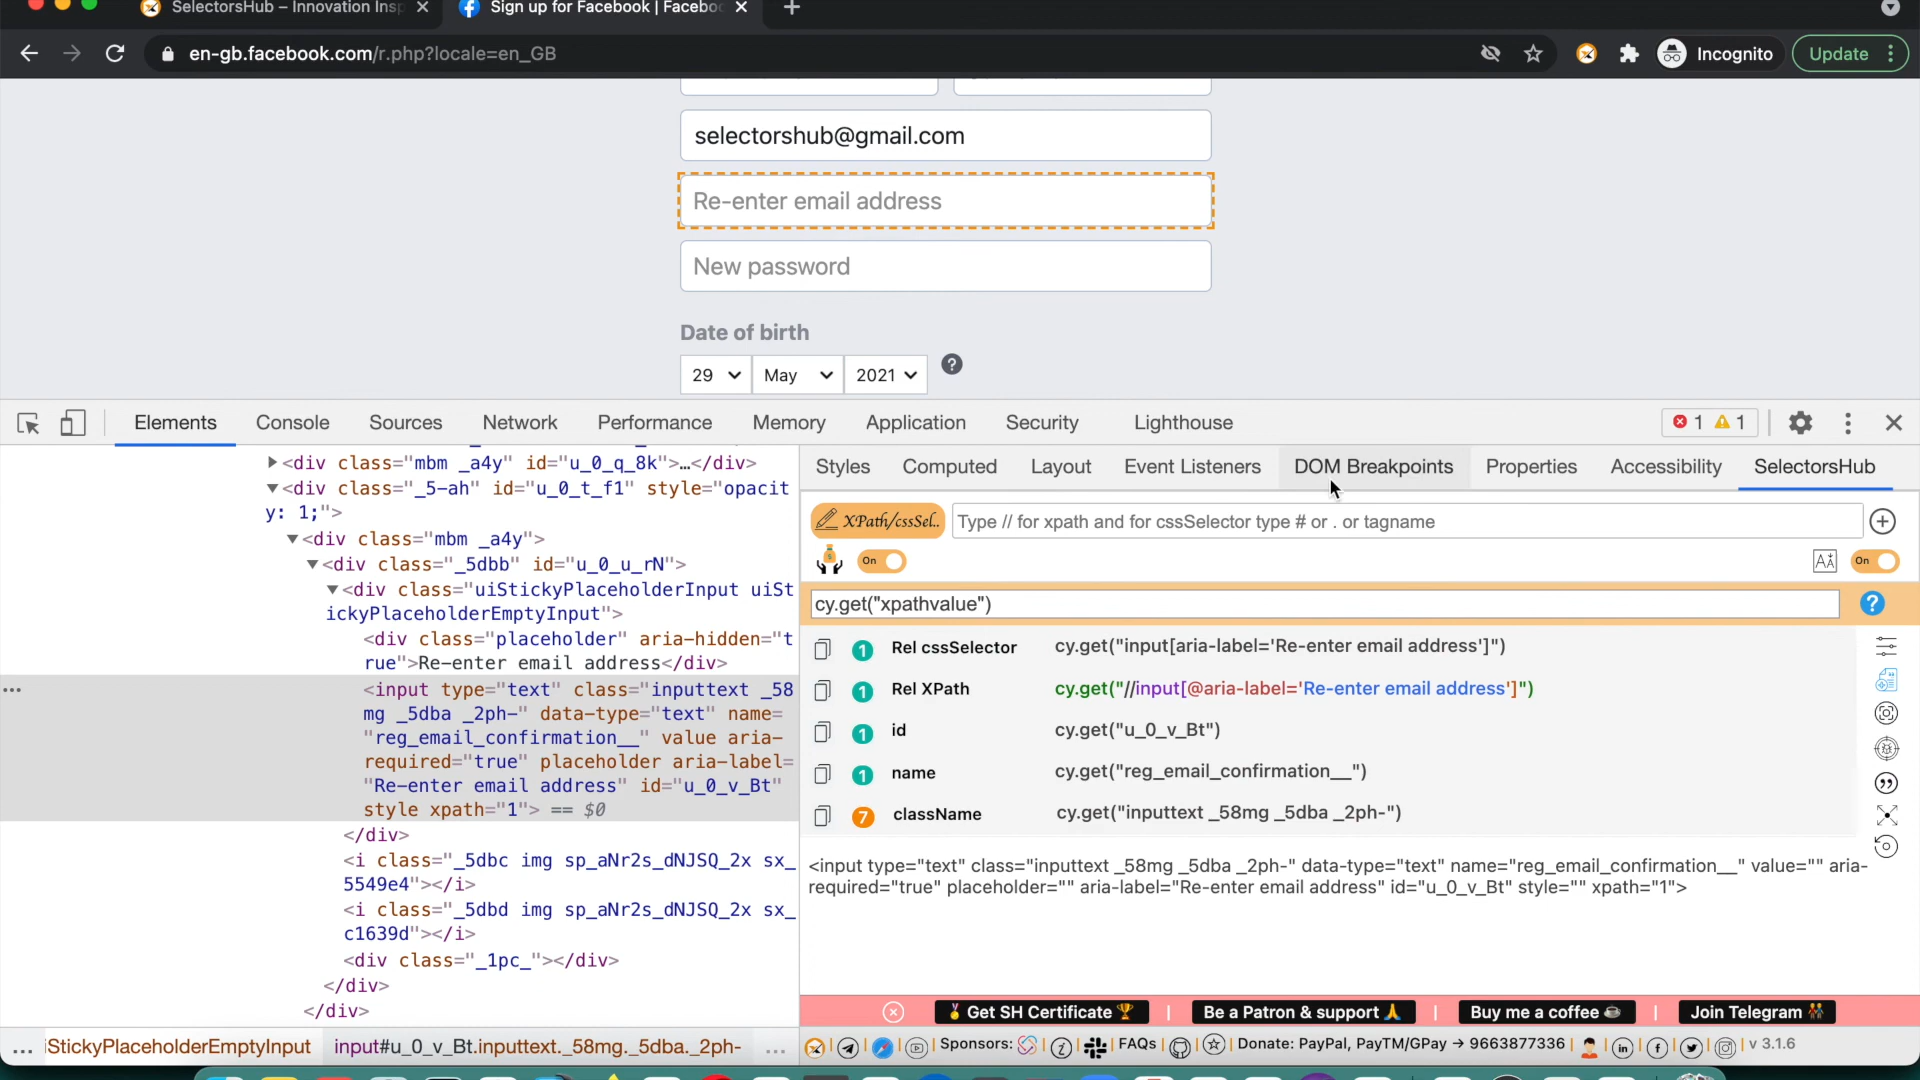 SelectorsHub – Innovation Insp
Sign up for Facebook | Facebo
en-gb.facebook.com/r.php?locale=en_GB
Incognito
Update
selectorshub@gmail.com
Re-enter email address
New password
Date of birth
29 May 2021 ?
Elements Console Sources Network Performance Memory Application Security Lighthouse 1 1
<div class="mbm _a4y" id="u_0_q_8k">…</div>
<div class="_5-ah" id="u_0_t_f1" style="opacit
y: 1;">
<div class="mbm _a4y">
<div class="_5dbb" id="u_0_u_rN">
<div class="uiStickyPlaceholderInput uiSt
ickyPlaceholderEmptyInput">
<div class="placeholder" aria-hidden="t
rue">Re-enter email address</div>
<input type="text" class="inputtext _58
mg _5dba _2ph-" data-type="text" name=
"reg_email_confirmation__" value aria-
required="true" placeholder aria-label=
"Re-enter email address" id="u_0_v_Bt"
style xpath="1"> == $0
</div>
<i class="_5dbc img sp_aNr2s_dNJSQ_2x sx_
5549e4"></i>
<i class="_5dbd img sp_aNr2s_dNJSQ_2x sx_
c1639d"></i>
<div class="_1pc_"></div>
</div>
</div>
... iStickyPlaceholderEmptyInput input#u_0_v_Bt.inputtext._58mg._5dba._2ph- ...
Styles Computed Layout Event Listeners DOM Breakpoints Properties Accessibility SelectorsHub
XPath/cssSel.. Type // for xpath and for cssSelector type # or . or tagname
On On
cy.get("xpathvalue") ?
1 Rel cssSelector cy.get("input[aria-label='Re-enter email address']")
1 Rel XPath cy.get("//input[@aria-label='Re-enter email address']")
1 id cy.get("u_0_v_Bt")
1 name cy.get("reg_email_confirmation__")
7 className cy.get("inputtext _58mg _5dba _2ph-")
<input type="text" class="inputtext _58mg _5dba _2ph-" data-type="text" name="reg_email_confirmation__" value="" aria-
required="true" placeholder="" aria-label="Re-enter email address" id="u_0_v_Bt" style="" xpath="1">
Get SH Certificate | Be a Patron & support | Buy me a coffee | Join Telegram
Sponsors: | FAQs | Donate: PayPal, PayTM/GPay → 9663877336 | v 3.1.6